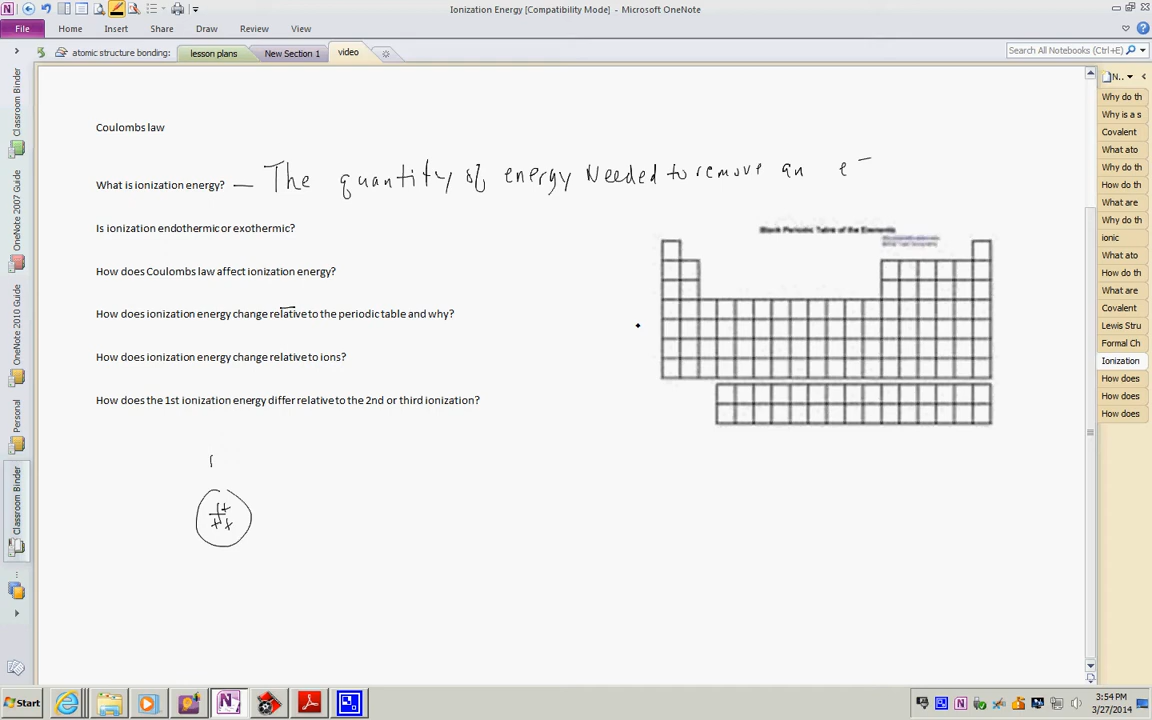 Ionization Energy [Compatibility Mode] - Microsoft OneNote
File Home Insert Share Draw Review View
atomic structure bonding: lesson plans New Section 1 video
Search All Notebooks (Ctrl+E)
Classroom Binder
OneNote 2007 Guide
OneNote 2010 Guide
Personal
Classroom Binder
Coulombs law
What is ionization energy? — The quantity of energy Needed to remove an e⁻
Is ionization endothermic or exothermic?
How does Coulombs law affect ionization energy?
How does ionization energy change relative to the periodic table and why?
How does ionization energy change relative to ions?
How does the 1st ionization energy differ relative to the 2nd or third ionization?
Blank Periodic Table of the Elements
+ +
+ +
N..
Why do th
Why is a s
Covalent
What ato
Why do th
How do th
What are
Why do th
ionic
What ato
How do th
What are
Covalent
Lewis Stru
Formal Ch
Ionization
How does
How does
How does
Start
3:54 PM
3/27/2014